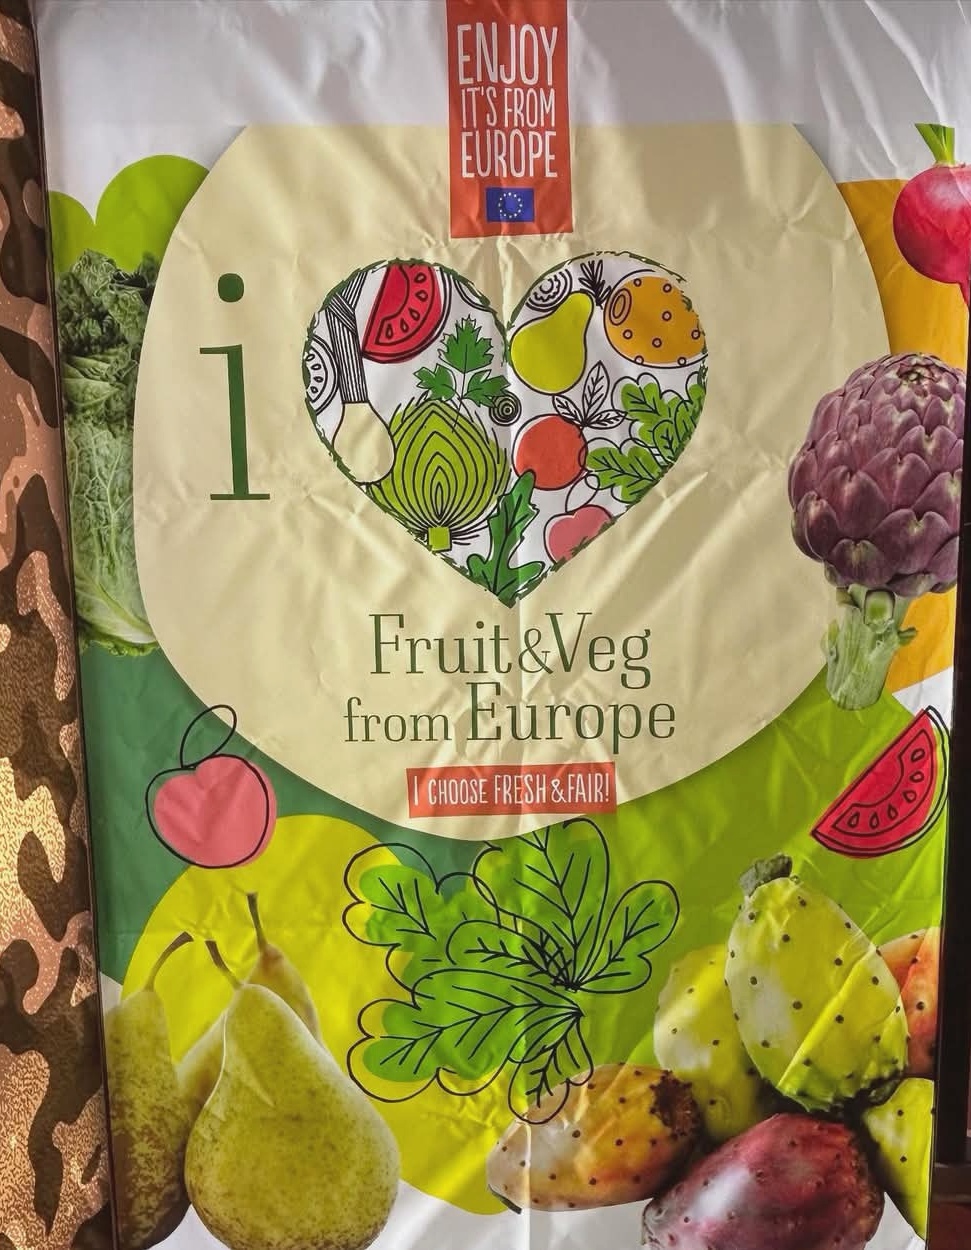 ENJOY
IT'S FROM
EUROPE
i
Fruit&Veg
from Europe
I CHOOSE FRESH & FAIR!